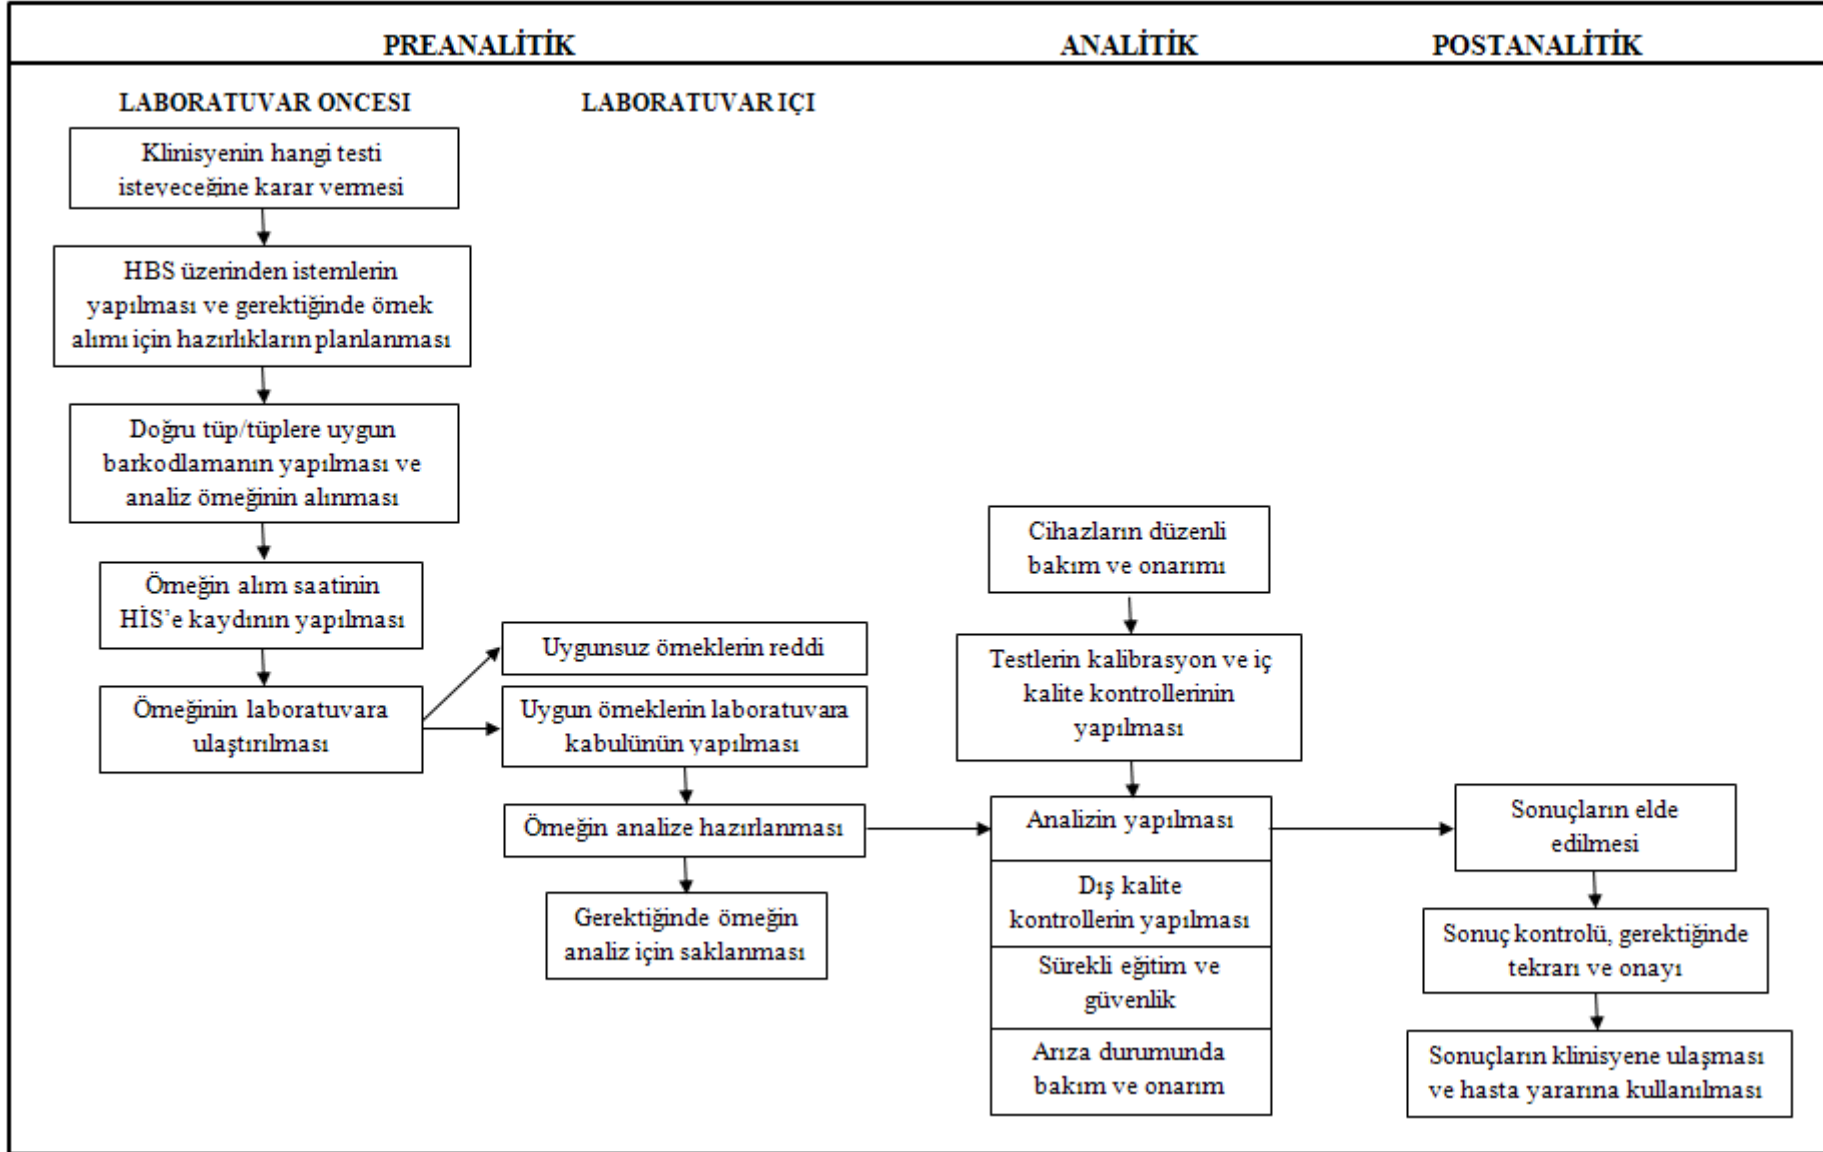 PREANALİTİK
ANALİTİK
POSTANALİTİK
LABORATUVAR ONCESI
LABORATUVAR IÇI
Klinisyenin hangi testi
isteveceğine karar vermesi
HBS üzerinden istemlerin
yapılması ve gerektiğinde örnek
alımı için hazırlıkların planlanması
Doğru tüp/tüplere uygun
barkodlamanın yapılması ve
analiz örneğinin alınması
Örneğin alım saatinin
HİS’e kaydının yapılması
Örneğinin laboratuvara
ulaştırılması
Uygunsuz örneklerin reddi
Uygun örneklerin laboratuvara
kabulünün yapılması
Örneğin analize hazırlanması
Gerektiğinde örneğin
analiz için saklanması
Cihazların düzenli
bakım ve onarımı
Testlerin kalibrasyon ve iç
kalite kontrollerinin
yapılması
Analizin yapılması
Dış kalite
kontrollerin yapılması
Sürekli eğitim ve
güvenlik
Arıza durumunda
bakım ve onarım
Sonuçların elde
edilmesi
Sonuç kontrolü, gerektiğinde
tekrarı ve onayı
Sonuçların klinisyene ulaşması
ve hasta yararına kullanılması